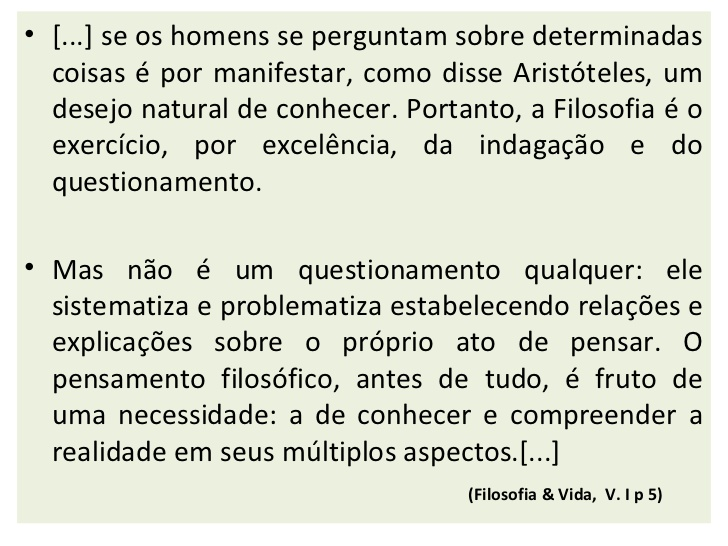 • [...] se os homens se perguntam sobre determinadas
coisas é por manifestar, como disse Aristóteles, um
desejo natural de conhecer. Portanto, a Filosofia é o
exercício, por excelência, da indagação e do
questionamento.
• Mas não é um questionamento qualquer: ele
sistematiza e problematiza estabelecendo relações e
explicações sobre o próprio ato de pensar. O
pensamento filosófico, antes de tudo, é fruto de
uma necessidade: a de conhecer e compreender a
realidade em seus múltiplos aspectos.[...]
(Filosofia & Vida, V. I p 5)